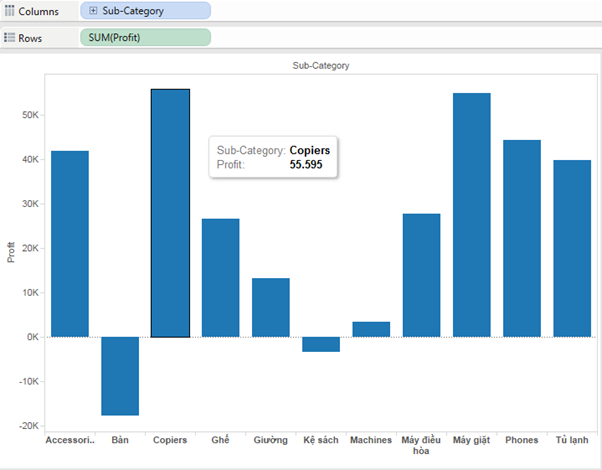 Columns
Sub-Category
Rows
SUM(Profit)
Sub-Category
50K
40K
30K
20K
10K
0K
-10K
-20K
Profit
Sub-Category: Copiers
Profit: 55.595
Accessori..
Bàn
Copiers
Ghế
Giường
Kệ sách
Machines
Máy điều
hòa
Máy giặt
Phones
Tủ lạnh